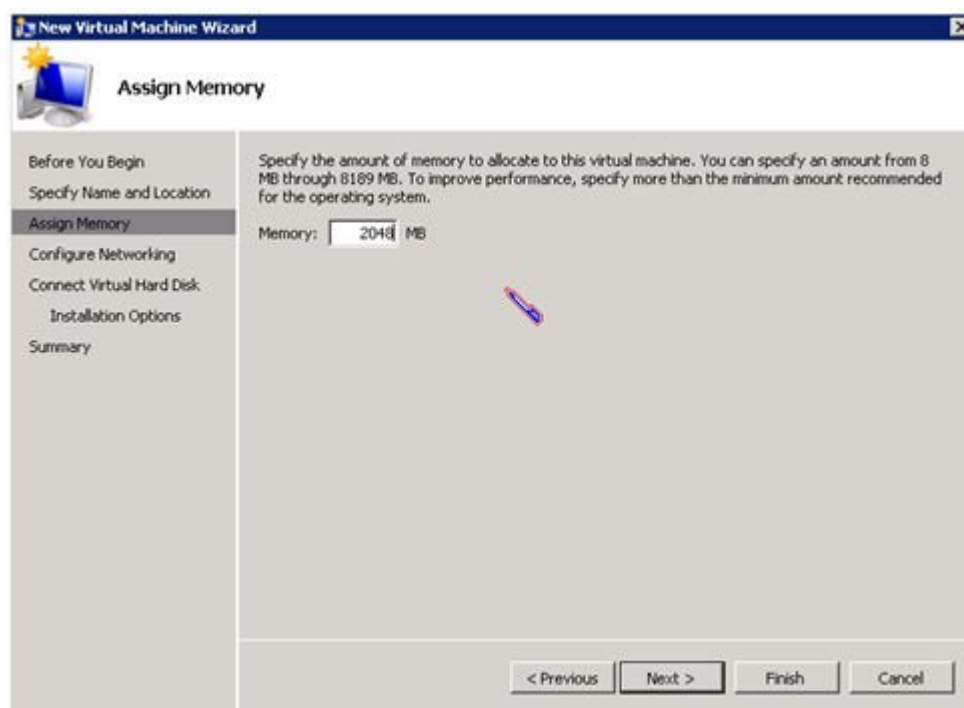 New Virtual Machine Wizard
Assign Memory
Before You Begin
Specify Name and Location
Assign Memory
Configure Networking
Connect Virtual Hard Disk
Installation Options
Summary
Specify the amount of memory to allocate to this virtual machine. You can specify an amount from 8
MB through 8189 MB. To improve performance, specify more than the minimum amount recommended
for the operating system.
Memory: 2048 MB
< Previous
Next >
Finish
Cancel